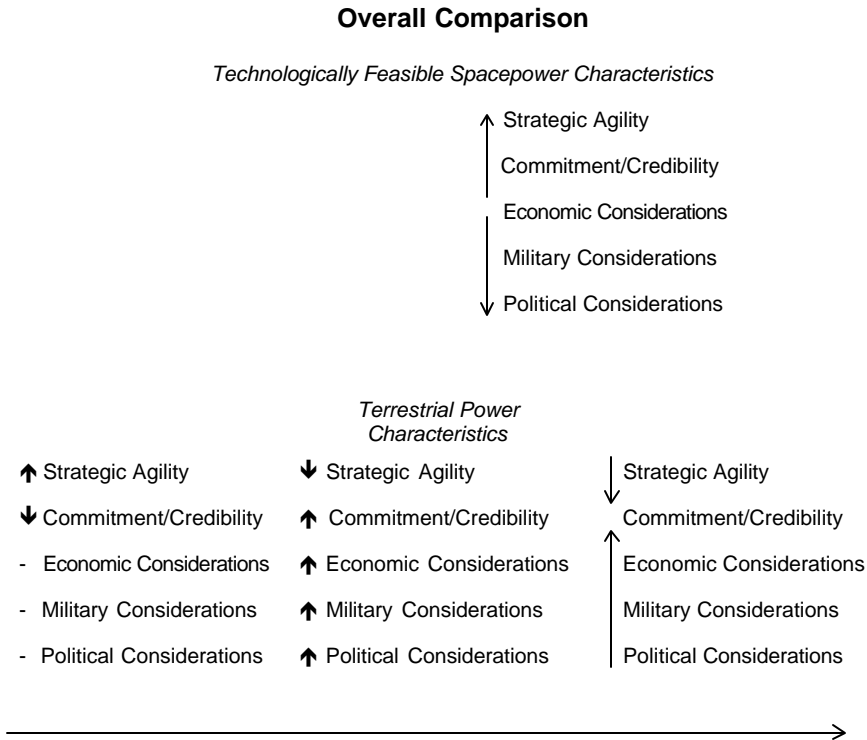 Overall Comparison
Technologically Feasible Spacepower Characteristics
Strategic Agility
Commitment/Credibility
Economic Considerations
Military Considerations
Political Considerations
Terrestrial Power
Characteristics
↑ Strategic Agility
↓ Commitment/Credibility
- Economic Considerations
- Military Considerations
- Political Considerations
↓ Strategic Agility
↑ Commitment/Credibility
↑ Economic Considerations
↑ Military Considerations
↑ Political Considerations
Strategic Agility
Commitment/Credibility
Economic Considerations
Military Considerations
Political Considerations